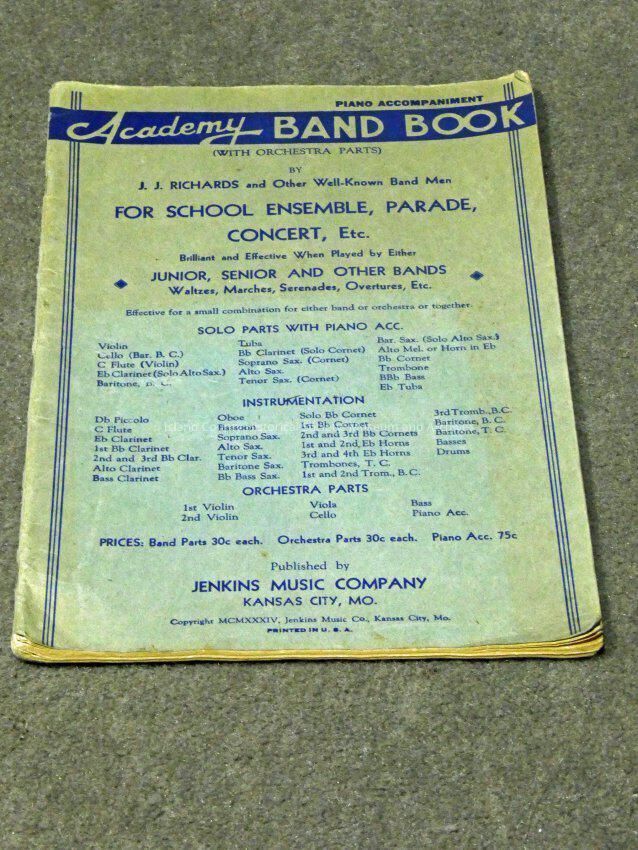 PIANO ACCOMPANIMENT
Academy BAND BOOK
(WITH ORCHESTRA PARTS)
BY
J. J. RICHARDS and Other Well-Known Band Men
FOR SCHOOL ENSEMBLE, PARADE,
CONCERT, Etc.
Brilliant and Effective When Played by Either
JUNIOR, SENIOR AND OTHER BANDS
Waltzes, Marches, Serenades, Overtures, Etc.
Effective for a small combination for either band or orchestra or together.
SOLO PARTS WITH PIANO ACC.
Violin
Cello (Bar. B. C.)
C Flute (Violin)
Eb Clarinet (Solo Alto Sax.)
Baritone, B. C.
Tuba
Bb Clarinet (Solo Cornet)
Soprano Sax. (Cornet)
Alto Sax.
Tenor Sax. (Cornet)
Bar. Sax. (Solo Alto Sax.)
Alto Mel. or Horn in Eb
Bb Cornet
Trombone
BBb Bass
Eb Tuba
INSTRUMENTATION
Db Piccolo
C Flute
Eb Clarinet
1st Bb Clarinet
2nd and 3rd Bb Clar.
Alto Clarinet
Bass Clarinet
Oboe
Bassoon
Soprano Sax.
Alto Sax.
Tenor Sax.
Baritone Sax.
Bb Bass Sax.
Solo Bb Cornet
1st Bb Cornet
2nd and 3rd Bb Cornets
1st and 2nd Eb Horns
3rd and 4th Eb Horns
Trombones, T. C.
1st and 2nd Trom., B. C.
3rd Tromb., B.C.
Baritone, B. C.
Baritone, T. C.
Basses
Drums
ORCHESTRA PARTS
1st Violin
2nd Violin
Viola
Cello
Bass
Piano Acc.
PRICES: Band Parts 30c each. Orchestra Parts 30c each. Piano Acc. 75c
Published by
JENKINS MUSIC COMPANY
KANSAS CITY, MO.
Copyright MCMXXXIV, Jenkins Music Co., Kansas City, Mo.
PRINTED IN U. S. A.